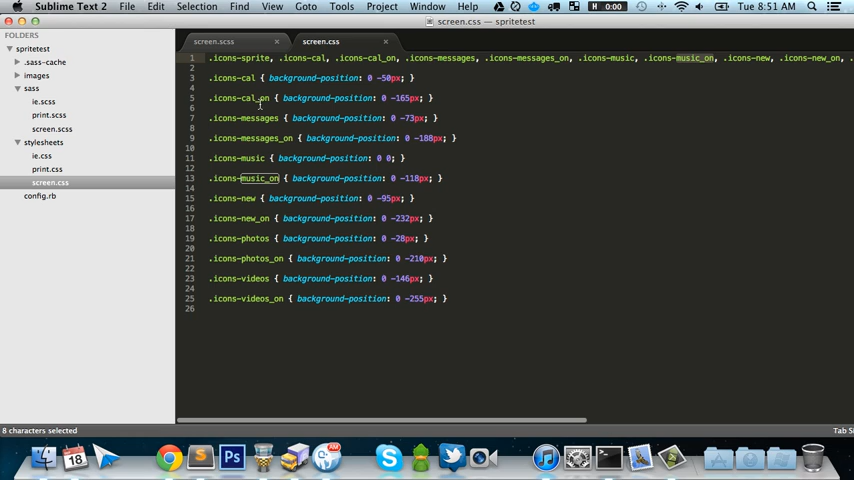 Sublime Text 2 File Edit Selection Find View Goto Tools Project Window Help H 0:00 Tue 8:51 AM
screen.css — spritetest
FOLDERS
spritetest
.sass-cache
images
sass
ie.scss
print.scss
screen.scss
stylesheets
ie.css
print.css
screen.css
config.rb
screen.scss × screen.css ×
1 .icons-sprite, .icons-cal, .icons-cal_on, .icons-messages, .icons-messages_on, .icons-music, .icons-music_on, .icons-new, .icons-new_on, .
2
3 .icons-cal { background-position: 0 -50px; }
4
5 .icons-cal_on { background-position: 0 -165px; }
6
7 .icons-messages { background-position: 0 -73px; }
8
9 .icons-messages_on { background-position: 0 -188px; }
10
11 .icons-music { background-position: 0 0; }
12
13 .icons-music_on { background-position: 0 -118px; }
14
15 .icons-new { background-position: 0 -95px; }
16
17 .icons-new_on { background-position: 0 -232px; }
18
19 .icons-photos { background-position: 0 -28px; }
20
21 .icons-photos_on { background-position: 0 -210px; }
22
23 .icons-videos { background-position: 0 -146px; }
24
25 .icons-videos_on { background-position: 0 -255px; }
26
8 characters selected Tab Si
18 Ps S